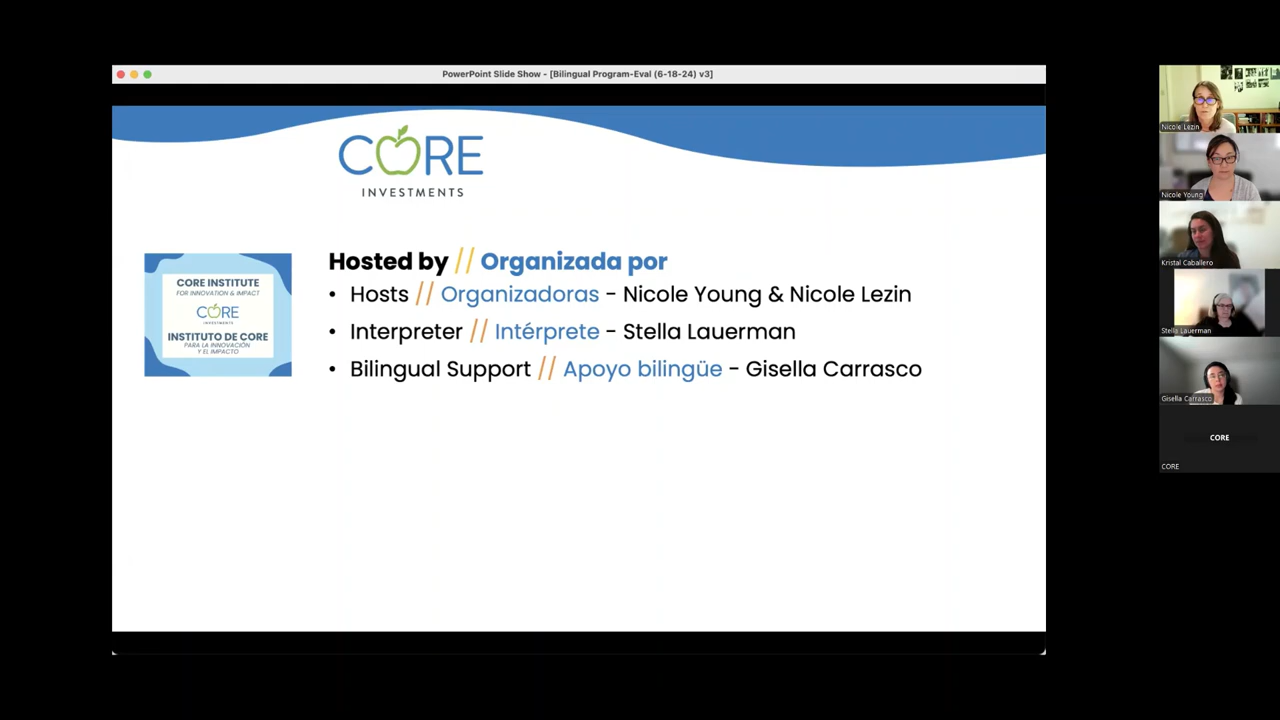 PowerPoint Slide Show - [Bilingual Program-Eval (6-18-24) v3]
CORE
INVESTMENTS
CORE INSTITUTE
FOR INNOVATION & IMPACT
CORE
INVESTMENTS
INSTITUTO DE CORE
PARA LA INNOVACIÓN
Y EL IMPACTO
Hosted by // Organizada por
• Hosts // Organizadoras - Nicole Young & Nicole Lezin
• Interpreter // Intérprete - Stella Lauerman
• Bilingual Support // Apoyo bilingüe - Gisella Carrasco
Nicole Lezin
Nicole Young
Kristal Caballero
Stella Lauerman
Gisella Carrasco
CORE
CORE